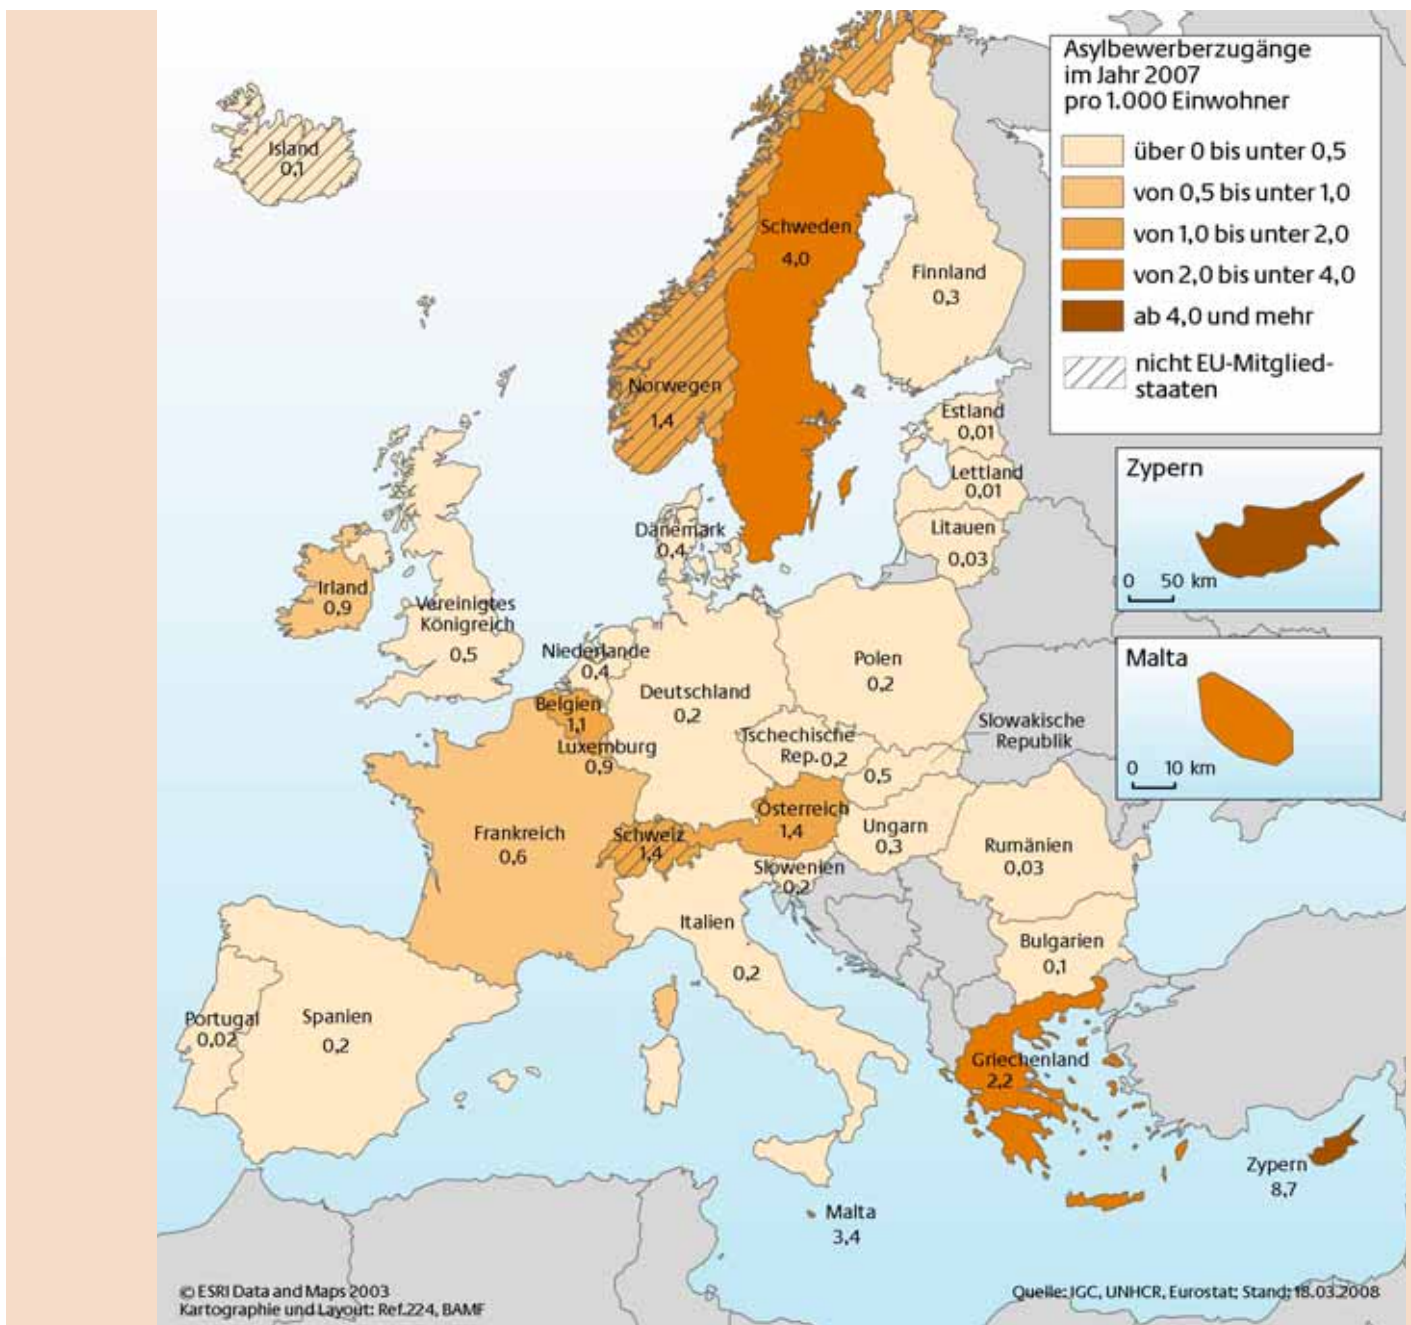 Asylbewerberzugänge
im Jahr 2007
pro 1.000 Einwohner
über 0 bis unter 0,5
von 0,5 bis unter 1,0
von 1,0 bis unter 2,0
von 2,0 bis unter 4,0
ab 4,0 und mehr
nicht EU-Mitglied-
staaten
Island
0,1
Schweden
4,0
Finnland
0,3
Norwegen
1,4
Estland
0,01
Lettland
0,01
Litauen
0,03
Zypern
0 50 km
Dänemark
0,4
Irland
0,9
Vereinigtes
Königreich
0,5
Niederlande
0,4
Polen
0,2
Malta
0 10 km
Deutschland
0,2
Belgien
1,1
Luxemburg
0,9
Tschechische
Rep. 0,2
Slowakische
Republik
0,5
Frankreich
0,6
Schweiz
1,4
Österreich
1,4
Ungarn
0,3
Rumänien
0,03
Slowenien
0,2
Italien
0,2
Bulgarien
0,1
Portugal
0,02
Spanien
0,2
Griechenland
2,2
Zypern
8,7
Malta
3,4
© ESRI Data and Maps 2003
Kartographie und Layout: Ref.224, BAMF
Quelle: IGC, UNHCR, Eurostat; Stand; 18.03.2008